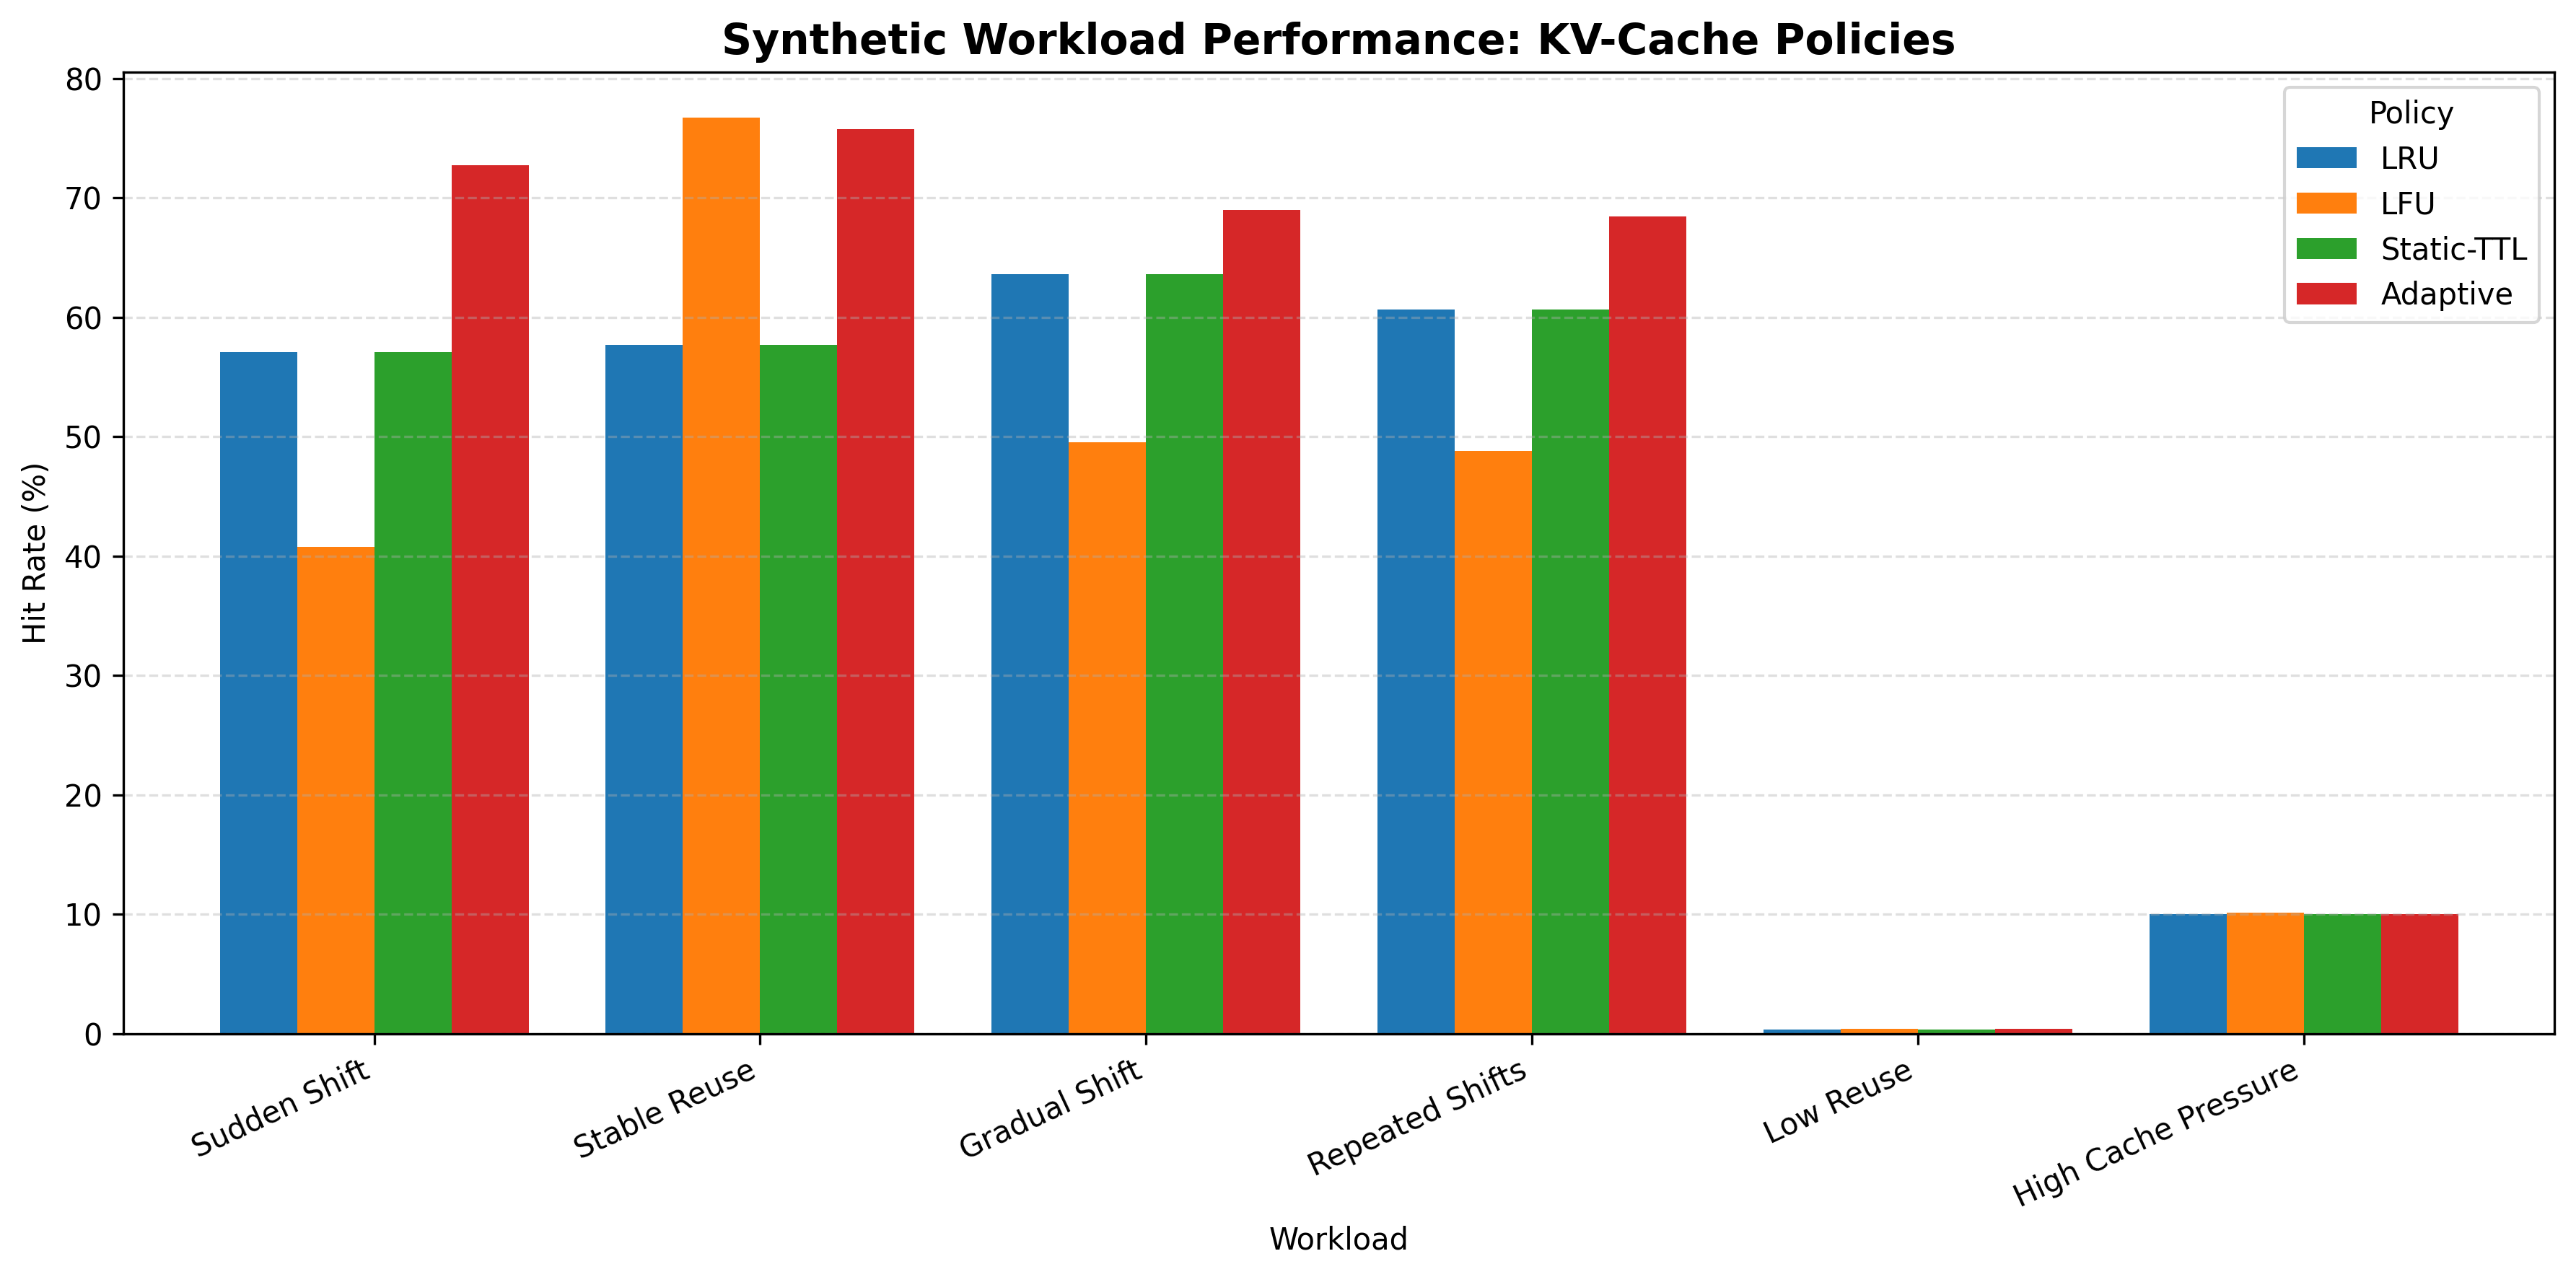 Synthetic Workload Performance: KV-Cache Policies
80
70
60
50
40
30
20
10
0
Hit Rate (%)
Policy
LRU
LFU
Static-TTL
Adaptive
Sudden Shift
Stable Reuse
Gradual Shift
Repeated Shifts
Low Reuse
High Cache Pressure
Workload